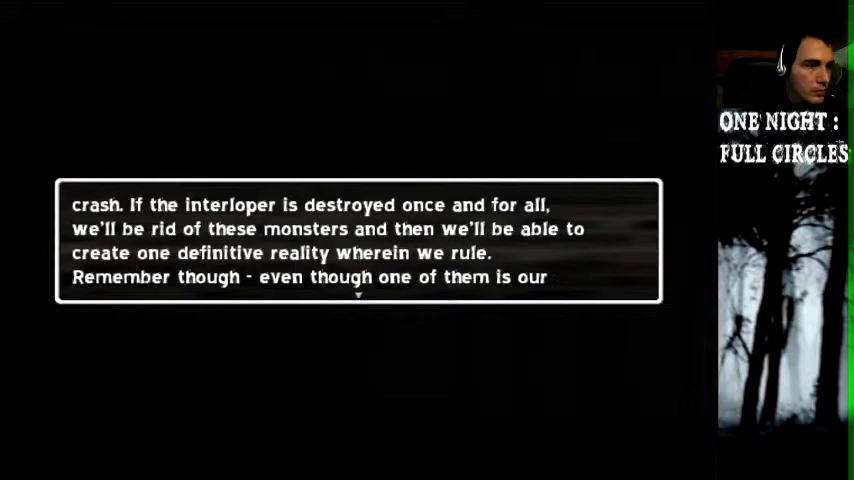 crash. If the interloper is destroyed once and for all,
we'll be rid of these monsters and then we'll be able to
create one definitive reality wherein we rule.
Remember though - even though one of them is our
ONE NIGHT :
FULL CIRCLES